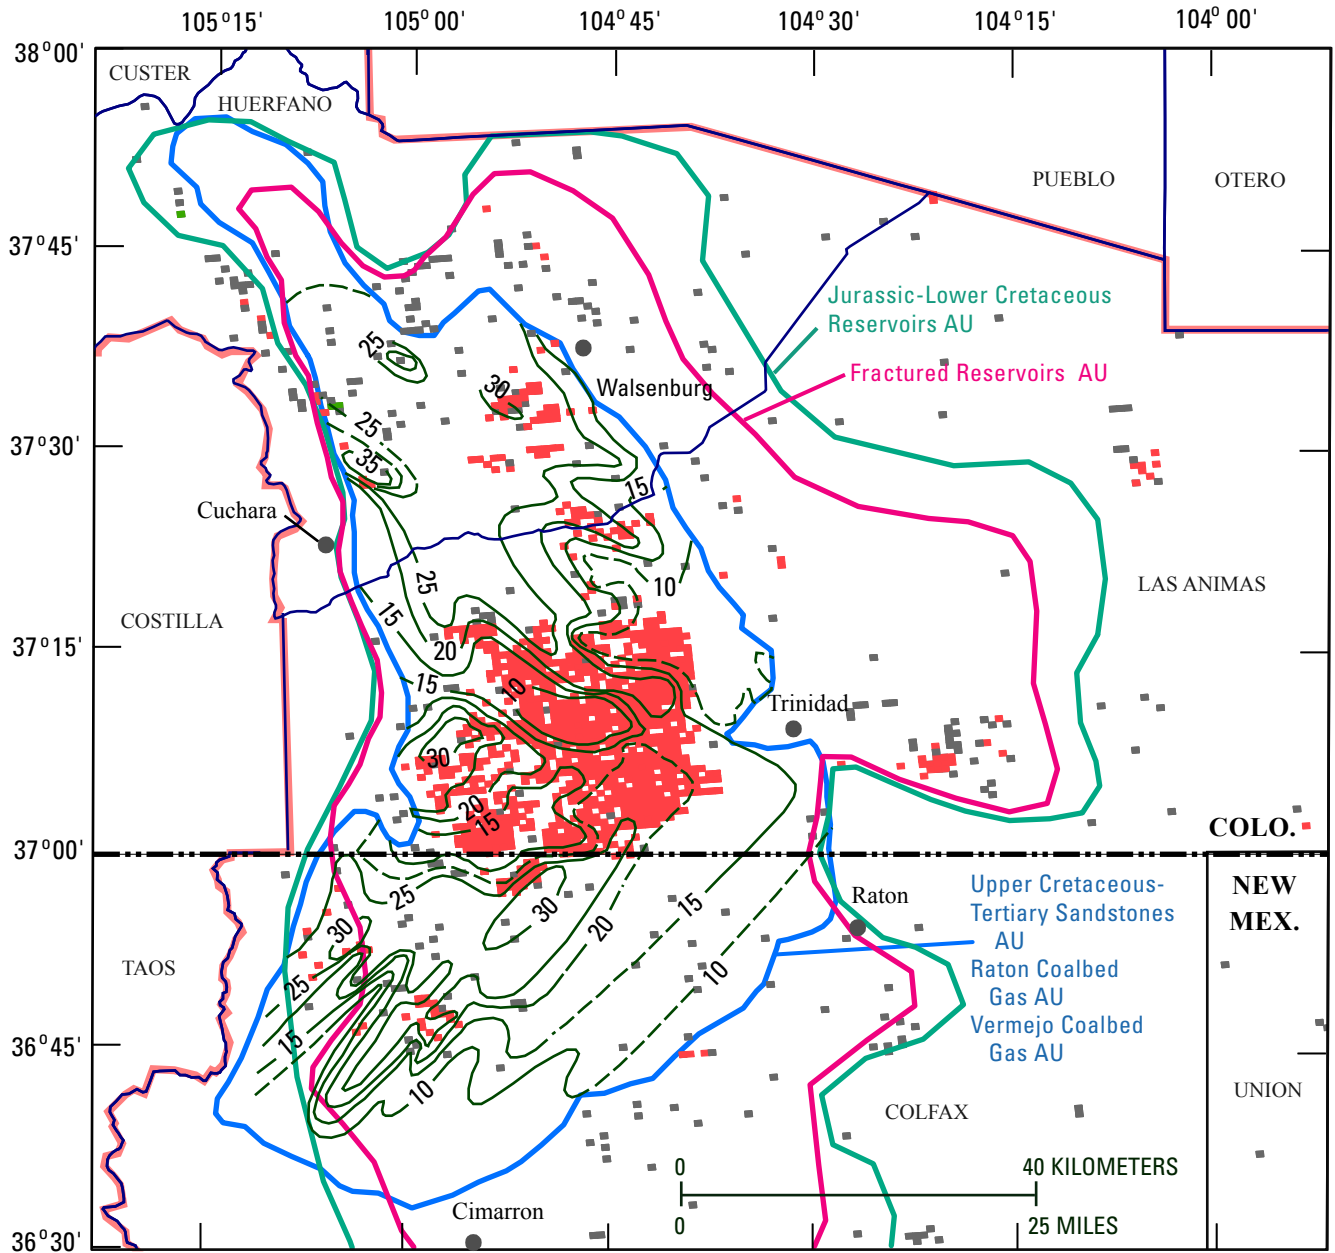 105°15' 105°00' 104°45' 104°30' 104°15' 104°00'
38°00'
CUSTER
HUERFANO
PUEBLO
OTERO
37°45'
Jurassic-Lower Cretaceous
Reservoirs AU
25
Fractured Reservoirs AU
30
Walsenburg
25
37°30'
35
15
Cuchara
25
10
LAS ANIMAS
15
COSTILLA
37°15'
20
15
10
Trinidad
30
20
15
COLO.
37°00'
25
30
15
Upper Cretaceous-
Tertiary Sandstones
AU
NEW
MEX.
Raton
30
20
TAOS
25
10
Raton Coalbed
Gas AU
Vermejo Coalbed
Gas AU
15
36°45'
10
COLFAX
UNION
0 40 KILOMETERS
0 25 MILES
Cimarron
36°30'